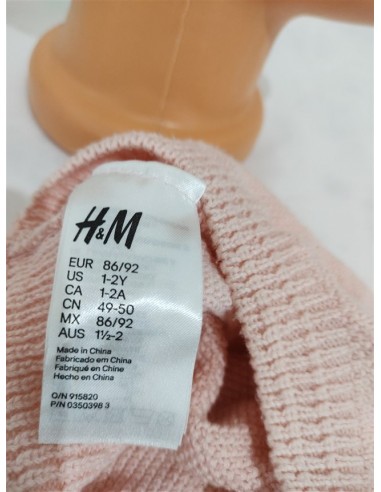 H&M
EUR 86/92
US 1-2Y
CA 1-2A
CN 49-50
MX 86/92
AUS 1½-2
Made in China
Fabricado em China
Fabriqué en Chine
Hecho en China
O/N 915820
P/N 0350398 3